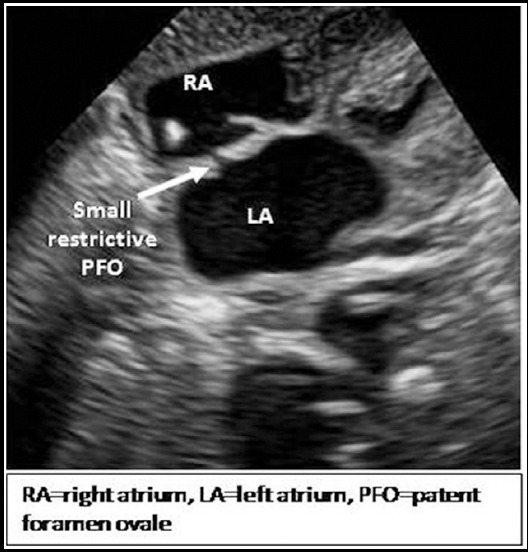 RA
LA
Small
restrictive
PFO
RA=right atrium, LA=left atrium, PFO=patent
foramen ovale